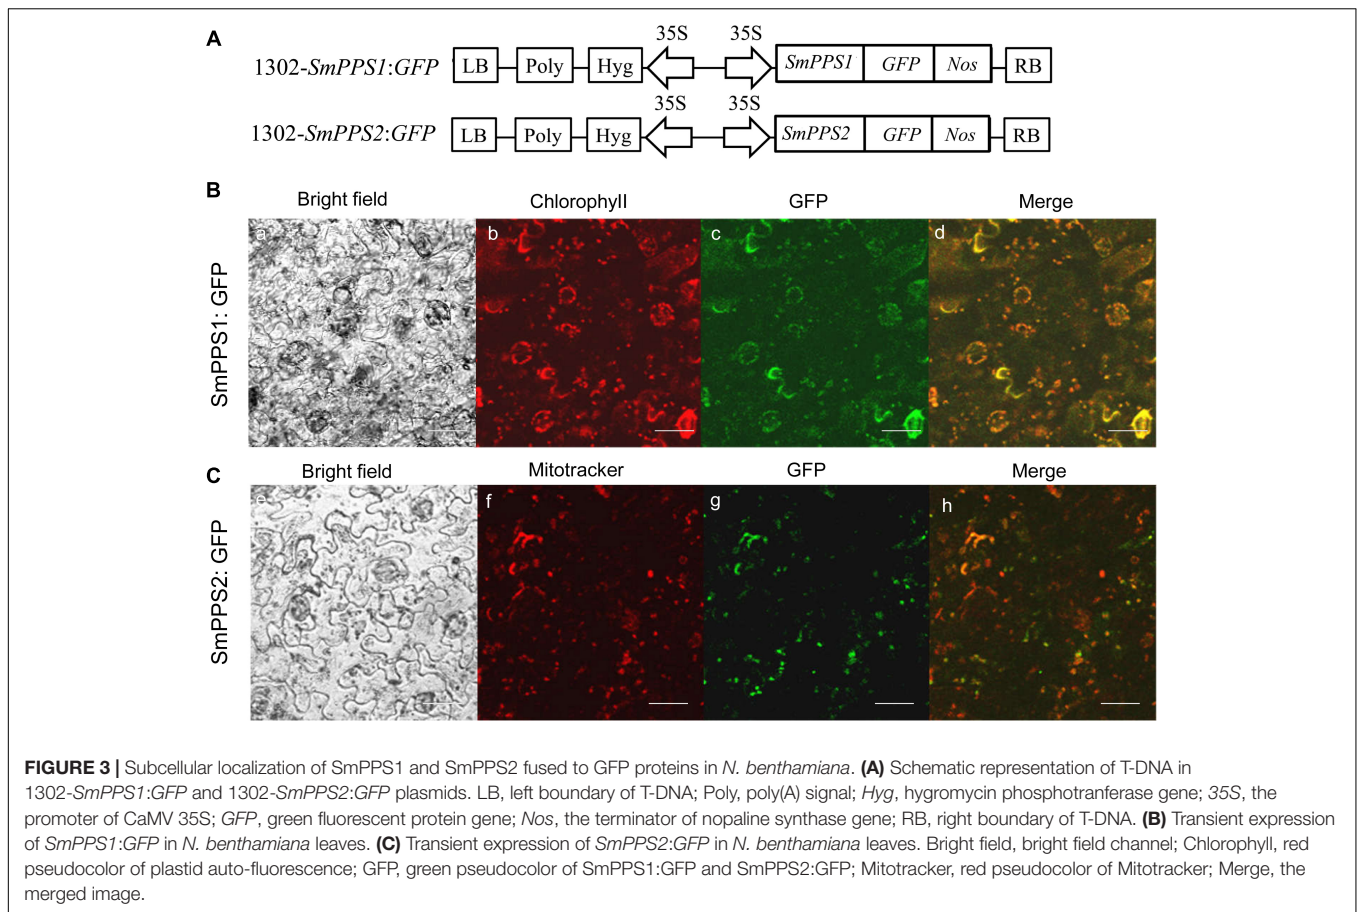 A
35S 35S
1302-SmPPS1:GFP LB Poly Hyg SmPPS1 GFP Nos RB
35S 35S
1302-SmPPS2:GFP LB Poly Hyg SmPPS2 GFP Nos RB
B
Bright field ChlorophyII GFP Merge
SmPPS1: GFP
a b c d
C
Bright field Mitotracker GFP Merge
SmPPS2: GFP
e f g h
FIGURE 3 | Subcellular localization of SmPPS1 and SmPPS2 fused to GFP proteins in N. benthamiana. (A) Schematic representation of T-DNA in
1302-SmPPS1:GFP and 1302-SmPPS2:GFP plasmids. LB, left boundary of T-DNA; Poly, poly(A) signal; Hyg, hygromycin phosphotranferase gene; 35S, the
promoter of CaMV 35S; GFP, green fluorescent protein gene; Nos, the terminator of nopaline synthase gene; RB, right boundary of T-DNA. (B) Transient expression
of SmPPS1:GFP in N. benthamiana leaves. (C) Transient expression of SmPPS2:GFP in N. benthamiana leaves. Bright field, bright field channel; Chlorophyll, red
pseudocolor of plastid auto-fluorescence; GFP, green pseudocolor of SmPPS1:GFP and SmPPS2:GFP; Mitotracker, red pseudocolor of Mitotracker; Merge, the
merged image.